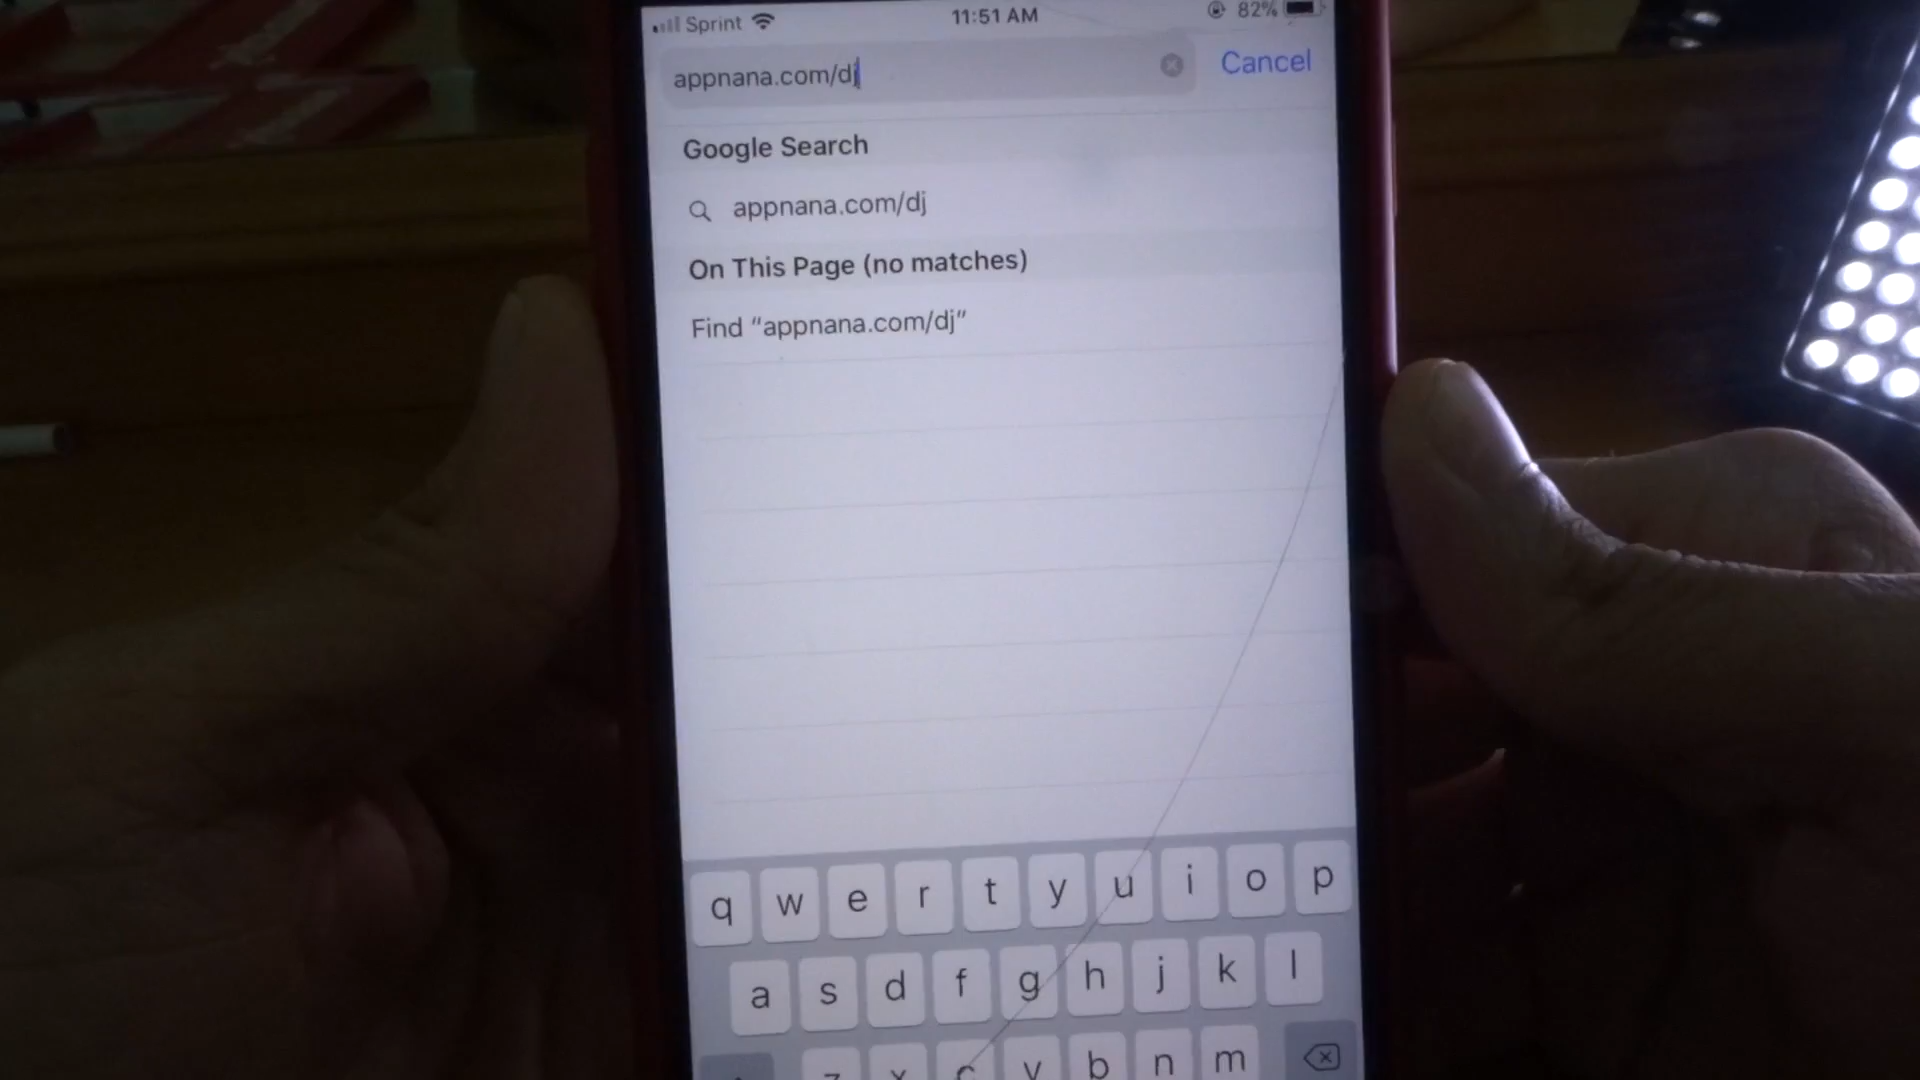 Sprint 11:51 AM 82%
appnana.com/dj Cancel
Google Search
appnana.com/dj
On This Page (no matches)
Find “appnana.com/dj”
q w e r t y u i o p
a s d f g h j k l
z x c v b n m